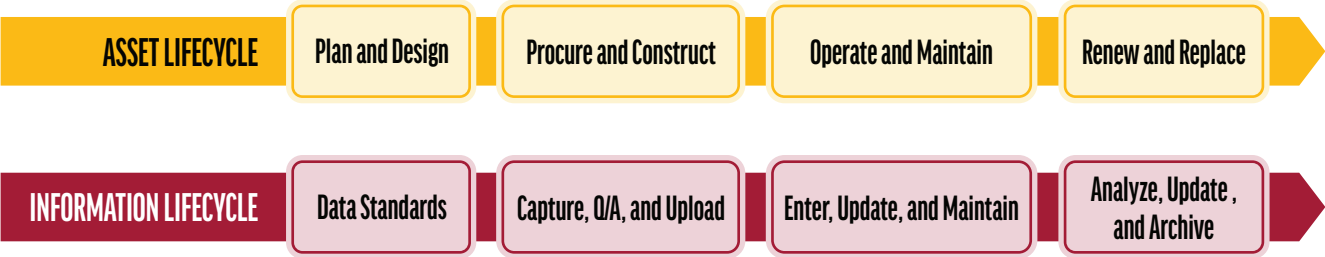 ASSET LIFECYCLE
Plan and Design
Procure and Construct
Operate and Maintain
Renew and Replace
INFORMATION LIFECYCLE
Data Standards
Capture, Q/A, and Upload
Enter, Update, and Maintain
Analyze, Update ,
and Archive